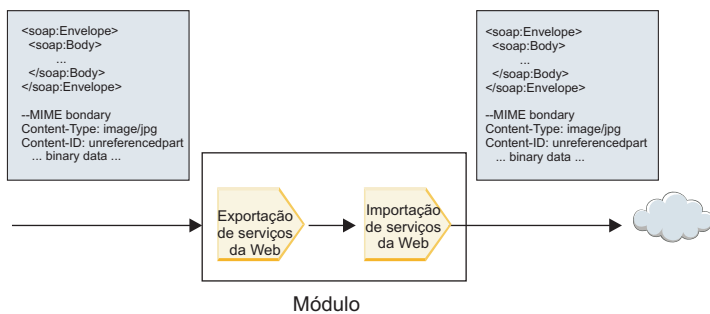 <soap:Envelope>
<soap:Body>
...
</soap:Body>
</soap:Envelope>
--MIME bondary
Content-Type: image/jpg
Content-ID: unreferencedpart
... binary data ...
<soap:Envelope>
<soap:Body>
...
</soap:Body>
</soap:Envelope>
--MIME bondary
Content-Type: image/jpg
Content-ID: unreferencedpart
... binary data ...
Exportação
de serviços
da Web
Importação
de serviços
da Web
Módulo